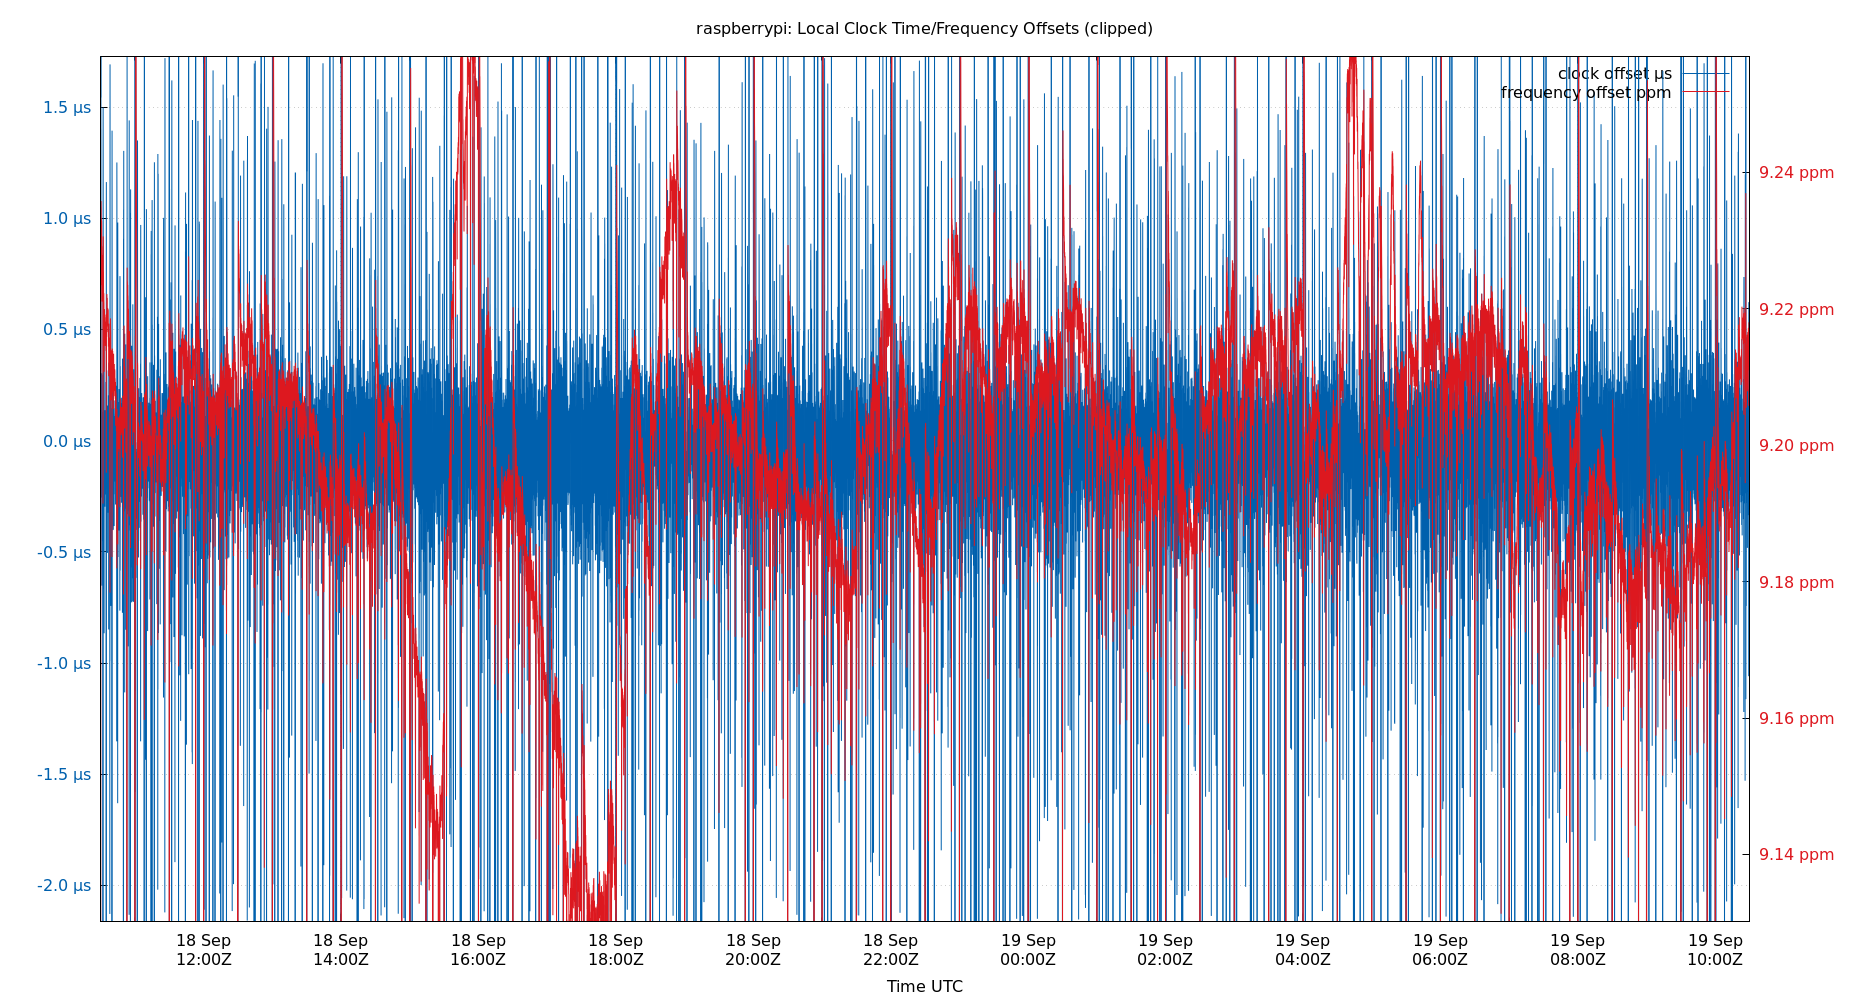 raspberrypi: Local Clock Time/Frequency Offsets (clipped)
clock offset µs
frequency offset ppm
1.5 µs
1.0 µs
0.5 µs
0.0 µs
-0.5 µs
-1.0 µs
-1.5 µs
-2.0 µs
9.24 ppm
9.22 ppm
9.20 ppm
9.18 ppm
9.16 ppm
9.14 ppm
18 Sep 18 Sep 18 Sep 18 Sep 18 Sep 18 Sep 19 Sep 19 Sep 19 Sep 19 Sep 19 Sep 19 Sep
12:00Z 14:00Z 16:00Z 18:00Z 20:00Z 22:00Z 00:00Z 02:00Z 04:00Z 06:00Z 08:00Z 10:00Z
Time UTC